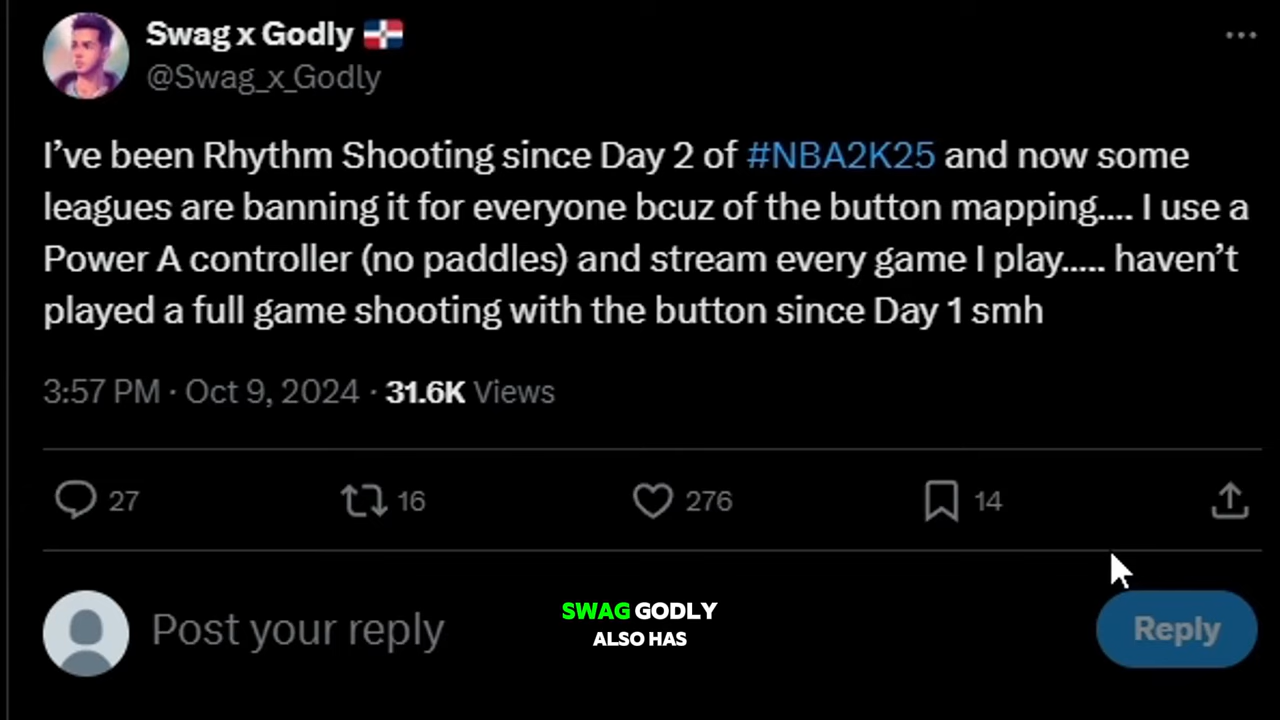 Swag x Godly
@Swag_x_Godly
I’ve been Rhythm Shooting since Day 2 of #NBA2K25 and now some
leagues are banning it for everyone bcuz of the button mapping.... I use a
Power A controller (no paddles) and stream every game I play..... haven’t
played a full game shooting with the button since Day 1 smh
3:57 PM · Oct 9, 2024 · 31.6K Views
27 16 276 14
Post your reply
Reply
SWAG GODLY
ALSO HAS